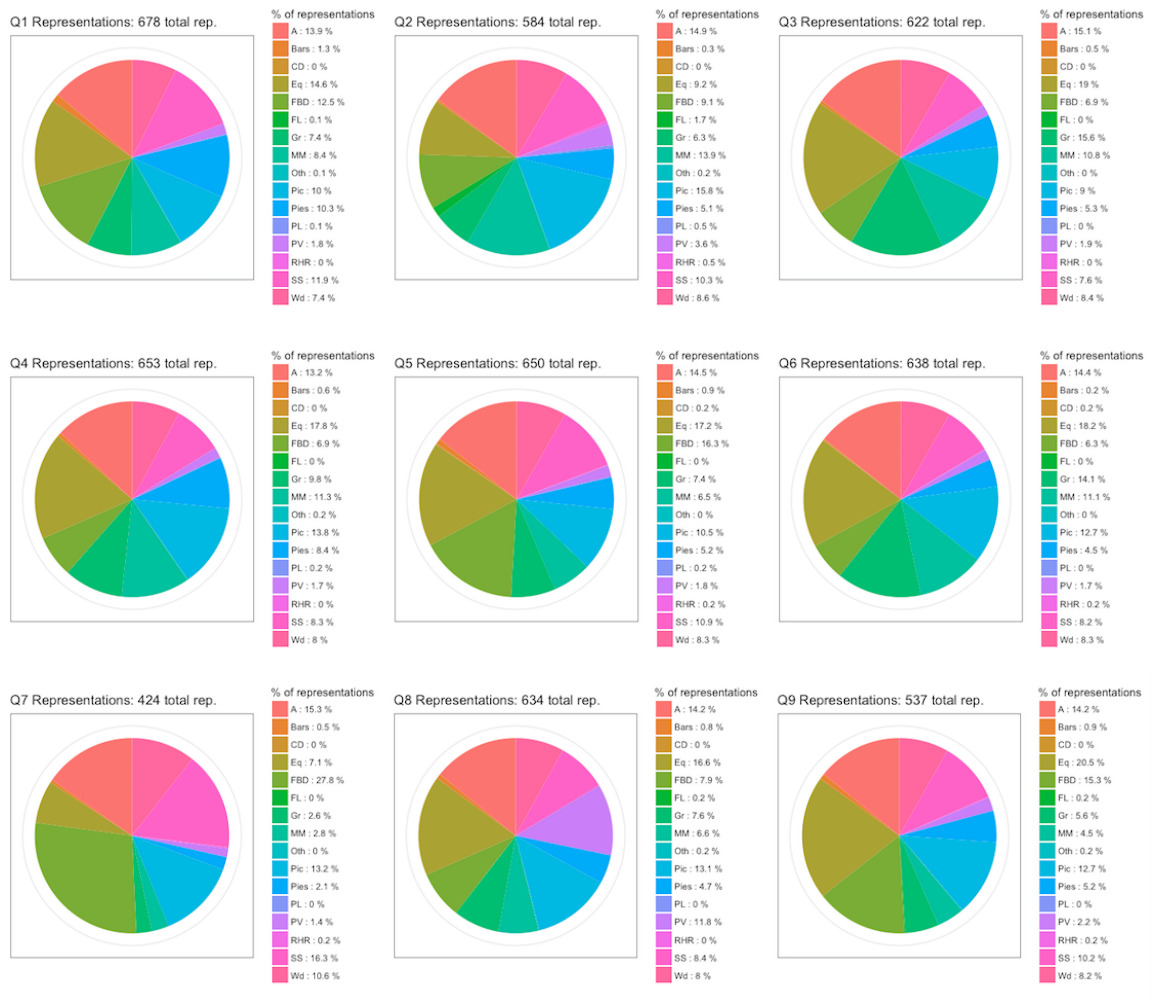 Q1 Representations: 678 total rep.
% of representations
A : 13.9 %
Bars : 1.3 %
CD : 0 %
Eq : 14.6 %
FBD : 12.5 %
FL : 0.1 %
Gr : 7.4 %
MM : 8.4 %
Oth : 0.1 %
Pic : 10 %
Pies : 10.3 %
PL : 0.1 %
PV : 1.8 %
RHR : 0 %
SS : 11.9 %
Wd : 7.4 %
Q2 Representations: 584 total rep.
% of representations
A : 14.9 %
Bars : 0.3 %
CD : 0 %
Eq : 9.2 %
FBD : 9.1 %
FL : 1.7 %
Gr : 6.3 %
MM : 13.9 %
Oth : 0.2 %
Pic : 15.8 %
Pies : 5.1 %
PL : 0.5 %
PV : 3.6 %
RHR : 0.5 %
SS : 10.3 %
Wd : 8.6 %
Q3 Representations: 622 total rep.
% of representations
A : 15.1 %
Bars : 0.5 %
CD : 0 %
Eq : 19 %
FBD : 6.9 %
FL : 0 %
Gr : 15.6 %
MM : 10.8 %
Oth : 0 %
Pic : 9 %
Pies : 5.3 %
PL : 0 %
PV : 1.9 %
RHR : 0 %
SS : 7.6 %
Wd : 8.4 %
Q4 Representations: 653 total rep.
% of representations
A : 13.2 %
Bars : 0.6 %
CD : 0 %
Eq : 17.8 %
FBD : 6.9 %
FL : 0 %
Gr : 9.8 %
MM : 11.3 %
Oth : 0.2 %
Pic : 13.8 %
Pies : 8.4 %
PL : 0.2 %
PV : 1.7 %
RHR : 0 %
SS : 8.3 %
Wd : 8 %
Q5 Representations: 650 total rep.
% of representations
A : 14.5 %
Bars : 0.9 %
CD : 0.2 %
Eq : 17.2 %
FBD : 16.3 %
FL : 0 %
Gr : 7.4 %
MM : 6.5 %
Oth : 0 %
Pic : 10.5 %
Pies : 5.2 %
PL : 0.2 %
PV : 1.8 %
RHR : 0.2 %
SS : 10.9 %
Wd : 8.3 %
Q6 Representations: 638 total rep.
% of representations
A : 14.4 %
Bars : 0.2 %
CD : 0.2 %
Eq : 18.2 %
FBD : 6.3 %
FL : 0 %
Gr : 14.1 %
MM : 11.1 %
Oth : 0 %
Pic : 12.7 %
Pies : 4.5 %
PL : 0 %
PV : 1.7 %
RHR : 0.2 %
SS : 8.2 %
Wd : 8.3 %
Q7 Representations: 424 total rep.
% of representations
A : 15.3 %
Bars : 0.5 %
CD : 0 %
Eq : 7.1 %
FBD : 27.8 %
FL : 0 %
Gr : 2.6 %
MM : 2.8 %
Oth : 0 %
Pic : 13.2 %
Pies : 2.1 %
PL : 0 %
PV : 1.4 %
RHR : 0.2 %
SS : 16.3 %
Wd : 10.6 %
Q8 Representations: 634 total rep.
% of representations
A : 14.2 %
Bars : 0.8 %
CD : 0 %
Eq : 16.6 %
FBD : 7.9 %
FL : 0.2 %
Gr : 7.6 %
MM : 6.6 %
Oth : 0.2 %
Pic : 13.1 %
Pies : 4.7 %
PL : 0 %
PV : 11.8 %
RHR : 0 %
SS : 8.4 %
Wd : 8 %
Q9 Representations: 537 total rep.
% of representations
A : 14.2 %
Bars : 0.9 %
CD : 0 %
Eq : 20.5 %
FBD : 15.3 %
FL : 0.2 %
Gr : 5.6 %
MM : 4.5 %
Oth : 0.2 %
Pic : 12.7 %
Pies : 5.2 %
PL : 0 %
PV : 2.2 %
RHR : 0.2 %
SS : 10.2 %
Wd : 8.2 %